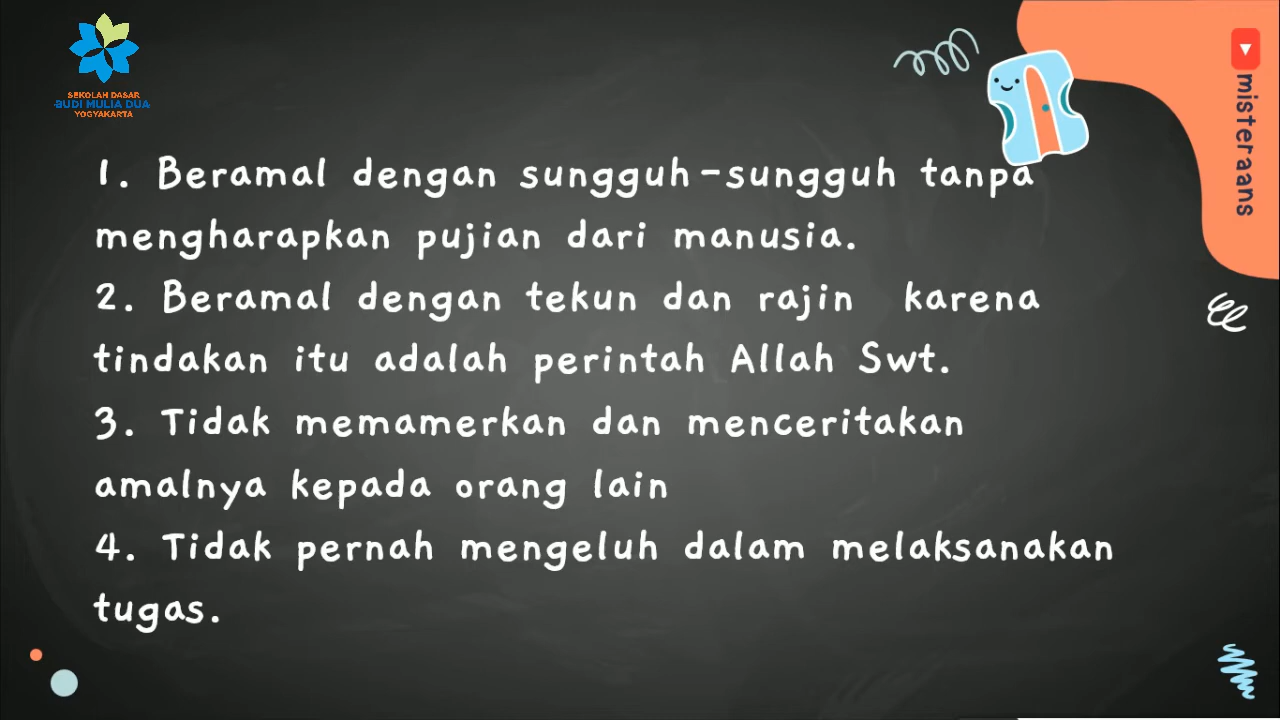 SEKOLAH DASAR
BUDI MULIA DUA
YOGYAKARTA
misteraans
1. Beramal dengan sungguh-sungguh tanpa
mengharapkan pujian dari manusia.
2. Beramal dengan tekun dan rajin karena
tindakan itu adalah perintah Allah Swt.
3. Tidak memamerkan dan menceritakan
amalnya kepada orang lain
4. Tidak pernah mengeluh dalam melaksanakan
tugas.